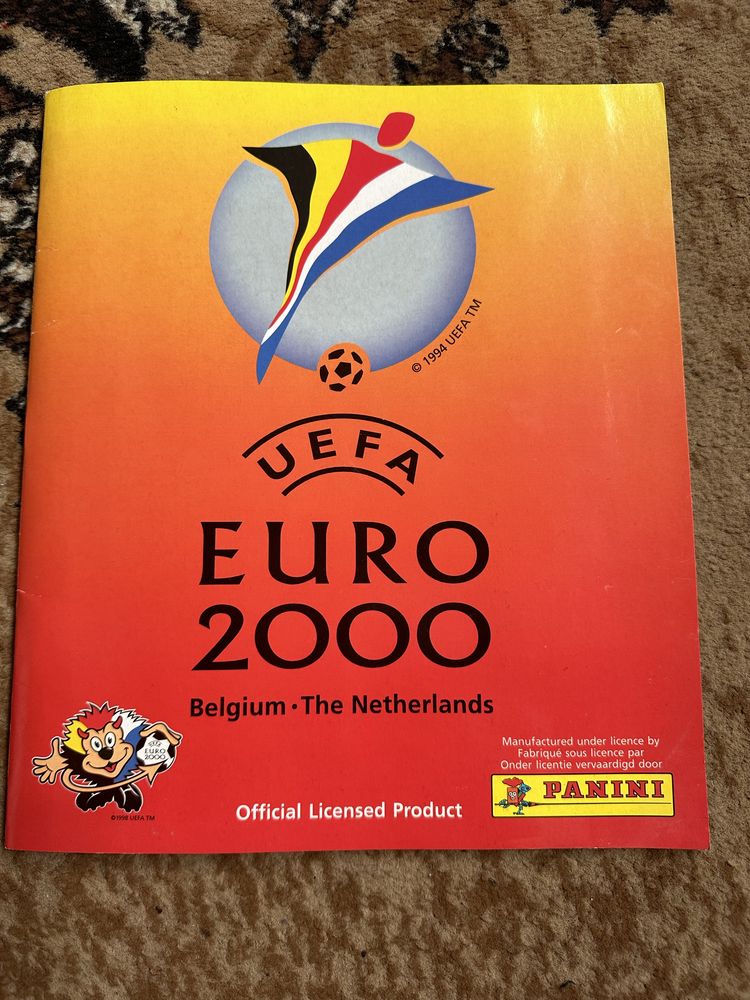 © 1994 UEFA TM
UEFA
EURO
2000
Belgium • The Netherlands
EURO
2000
©1998 UEFA TM
Official Licensed Product
Manufactured under licence by
Fabriqué sous licence par
Onder licentie vervaardigd door
PANINI